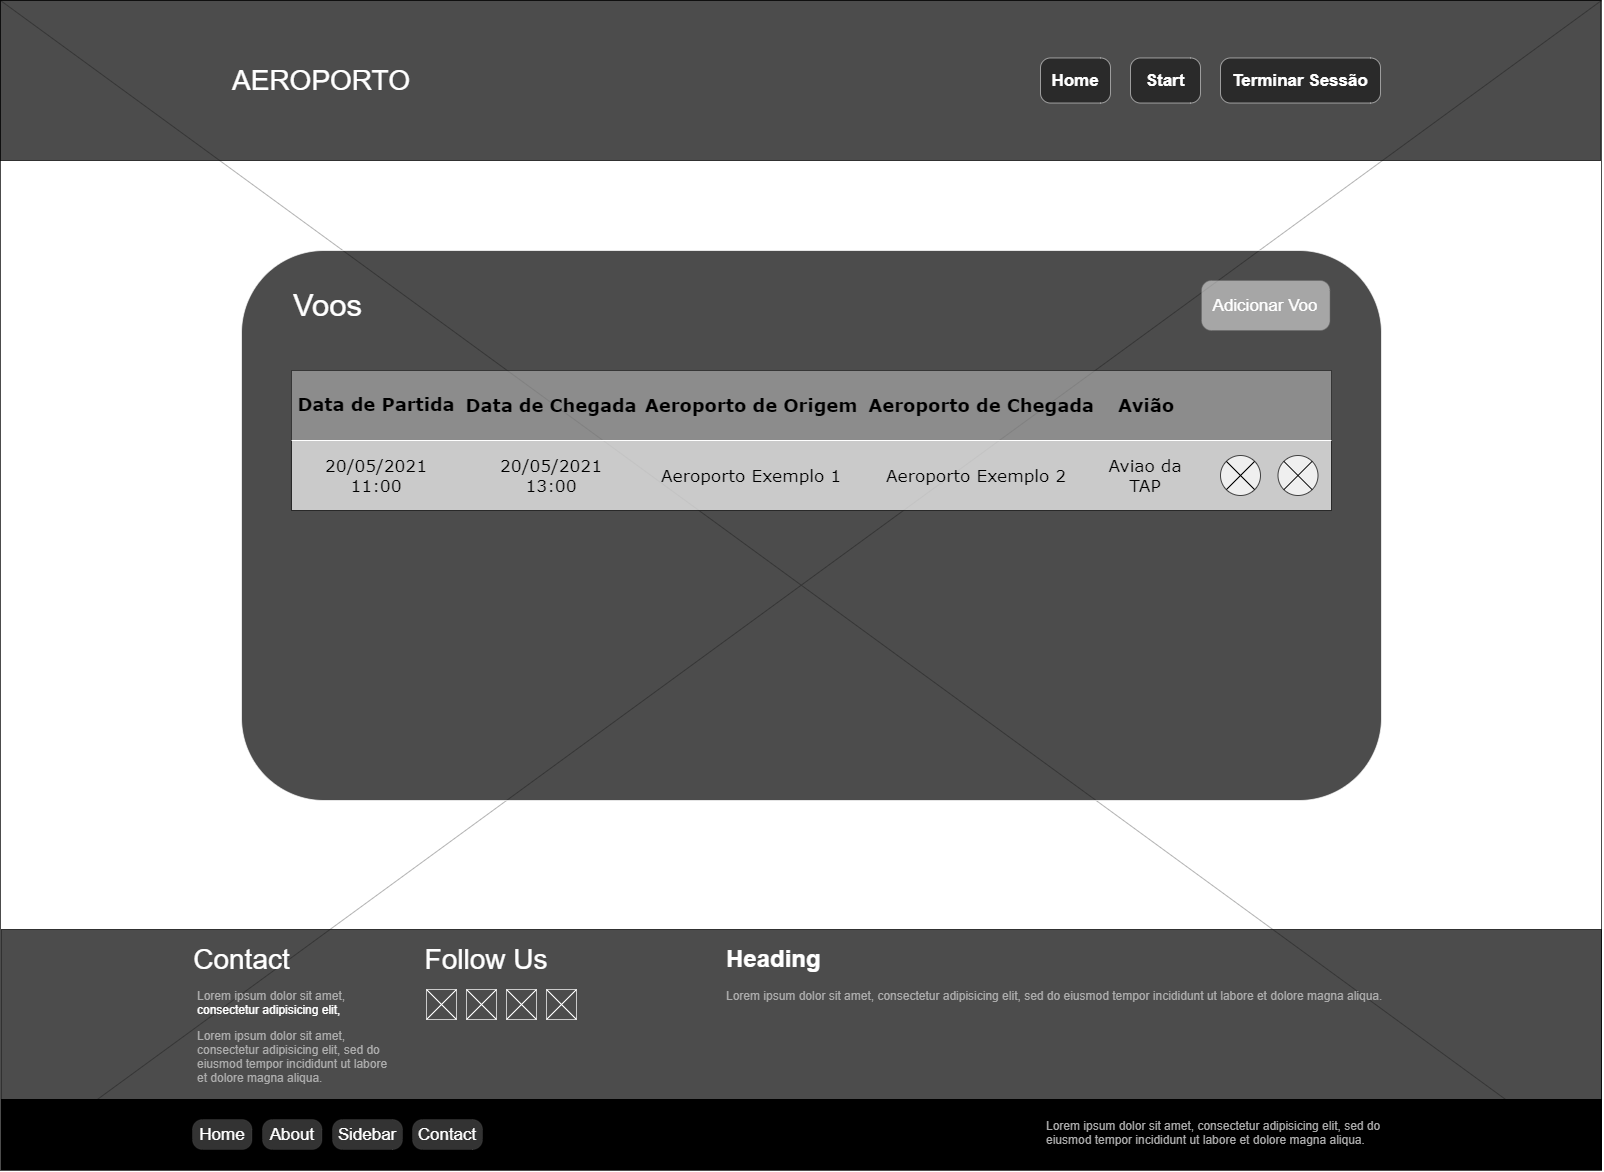 AEROPORTO
Home
Start
Terminar Sessão
Voos
Adicionar Voo
Data de Partida
Data de Chegada
Aeroporto de Origem
Aeroporto de Chegada
Avião
20/05/2021
11:00
20/05/2021
13:00
Aeroporto Exemplo 1
Aeroporto Exemplo 2
Aviao da
TAP
Contact
Lorem ipsum dolor sit amet,
consectetur adipisicing elit,
Lorem ipsum dolor sit amet,
consectetur adipisicing elit, sed do
eiusmod tempor incididunt ut labore
et dolore magna aliqua.
Follow Us
Heading
Lorem ipsum dolor sit amet, consectetur adipisicing elit, sed do eiusmod tempor incididunt ut labore et dolore magna aliqua.
Home
About
Sidebar
Contact
Lorem ipsum dolor sit amet, consectetur adipisicing elit, sed do
eiusmod tempor incididunt ut labore et dolore magna aliqua.